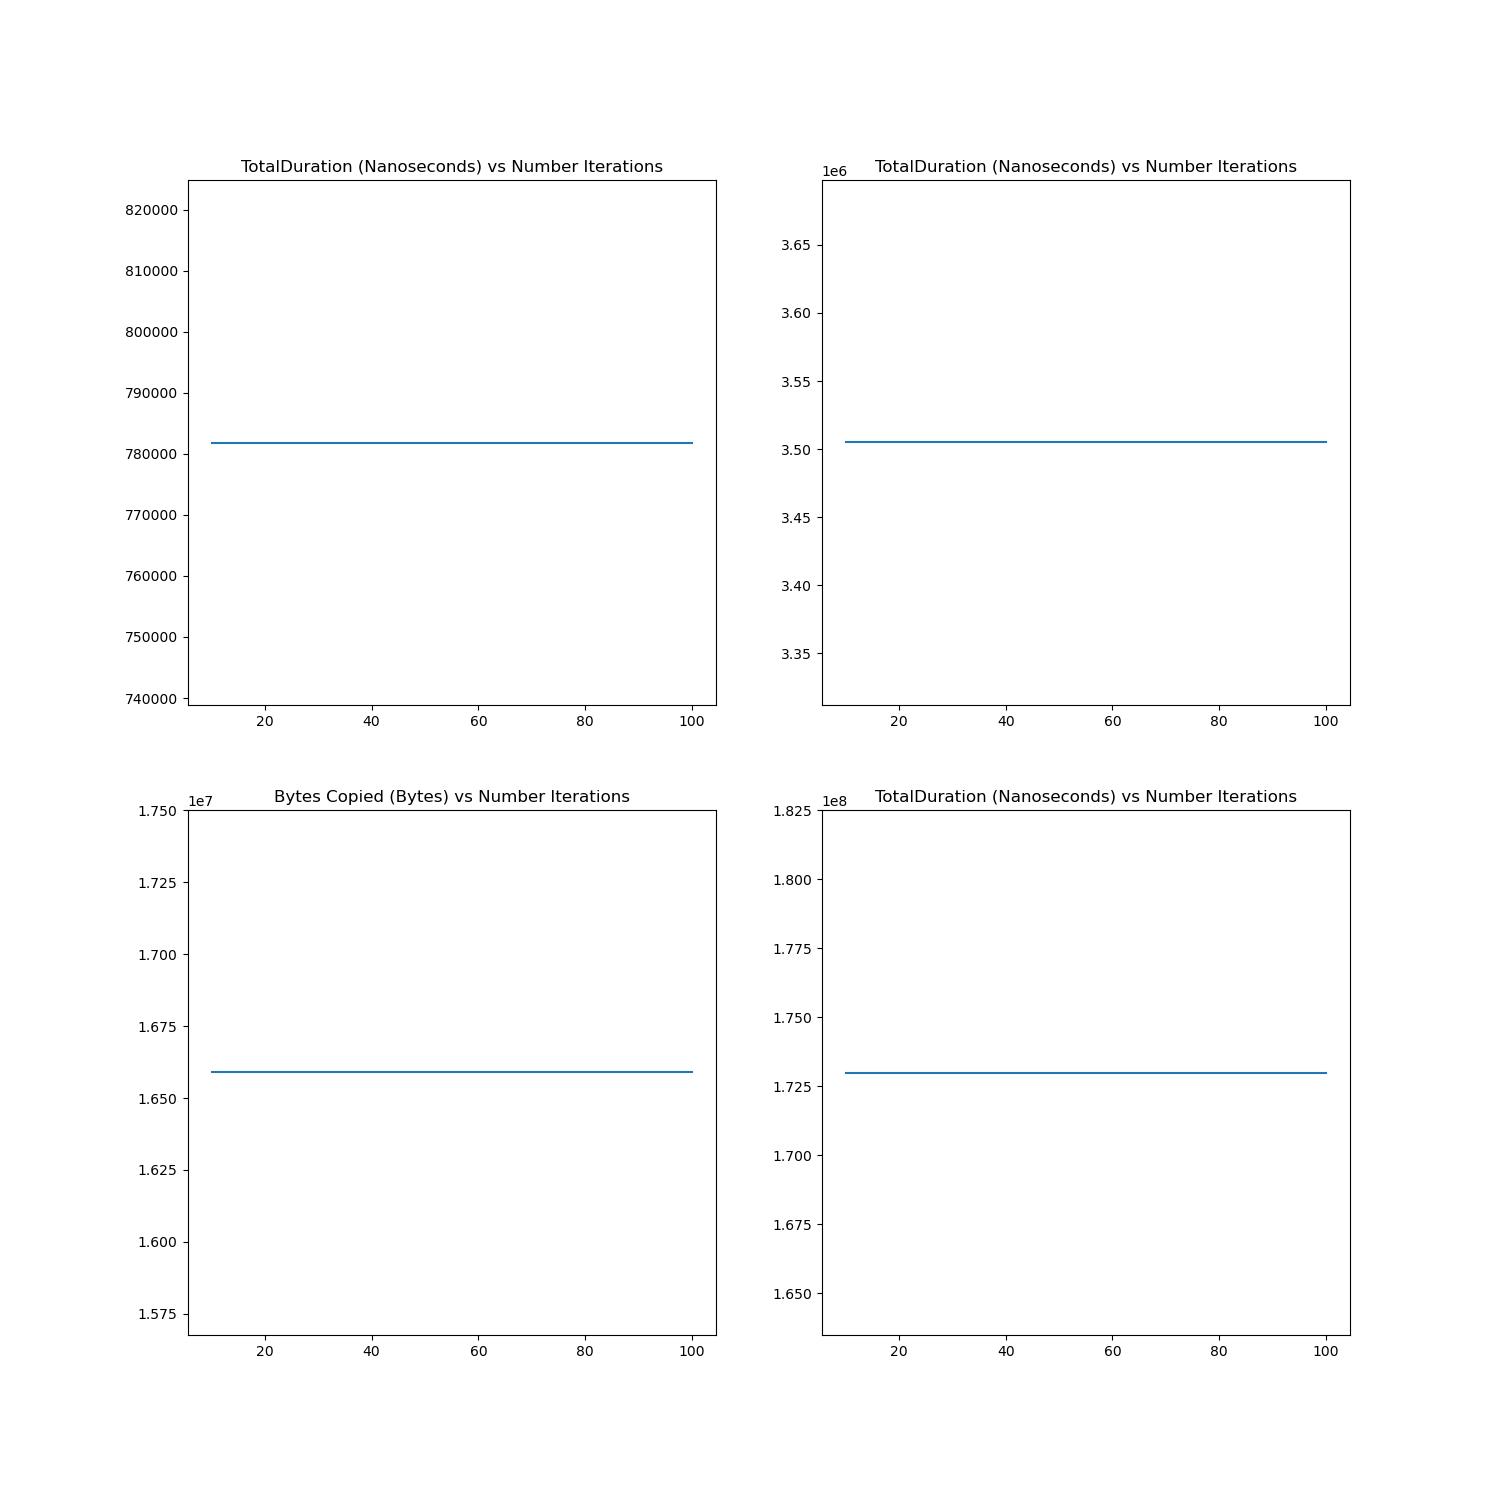 TotalDuration (Nanoseconds) vs Number Iterations
820000
810000
800000
790000
780000
770000
760000
750000
740000
20 40 60 80 100
1e6
TotalDuration (Nanoseconds) vs Number Iterations
3.65
3.60
3.55
3.50
3.45
3.40
3.35
20 40 60 80 100
1e7
Bytes Copied (Bytes) vs Number Iterations
1.750
1.725
1.700
1.675
1.650
1.625
1.600
1.575
20 40 60 80 100
1e8
TotalDuration (Nanoseconds) vs Number Iterations
1.825
1.800
1.775
1.750
1.725
1.700
1.675
1.650
20 40 60 80 100